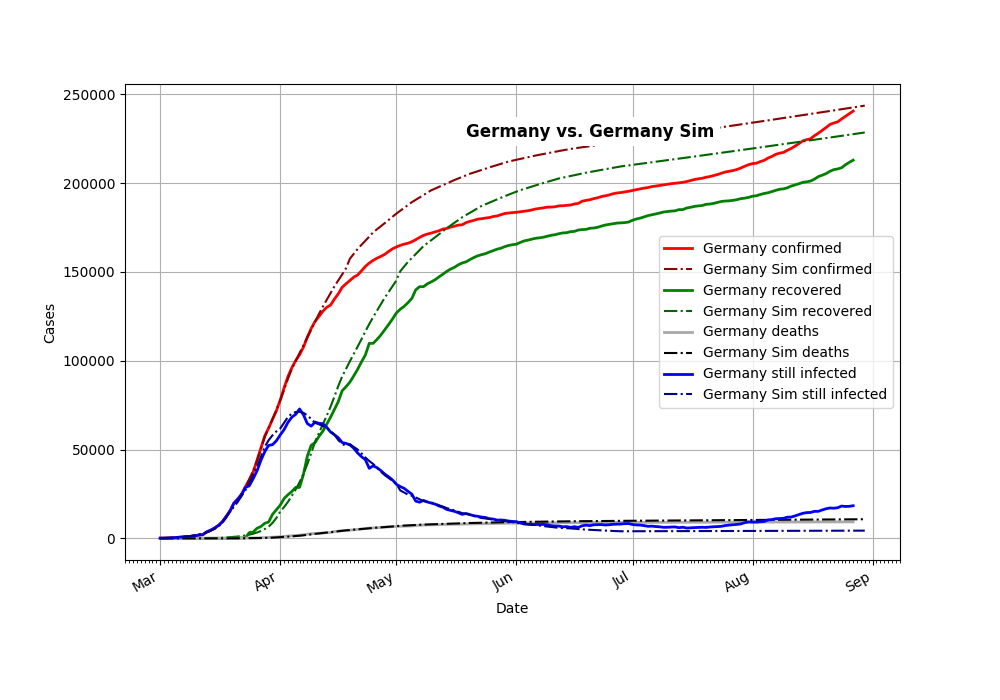 Germany vs. Germany Sim
250000
200000
150000
100000
50000
0
Cases
Germany confirmed
Germany Sim confirmed
Germany recovered
Germany Sim recovered
Germany deaths
Germany Sim deaths
Germany still infected
Germany Sim still infected
Mar Apr May Jun Jul Aug Sep
Date